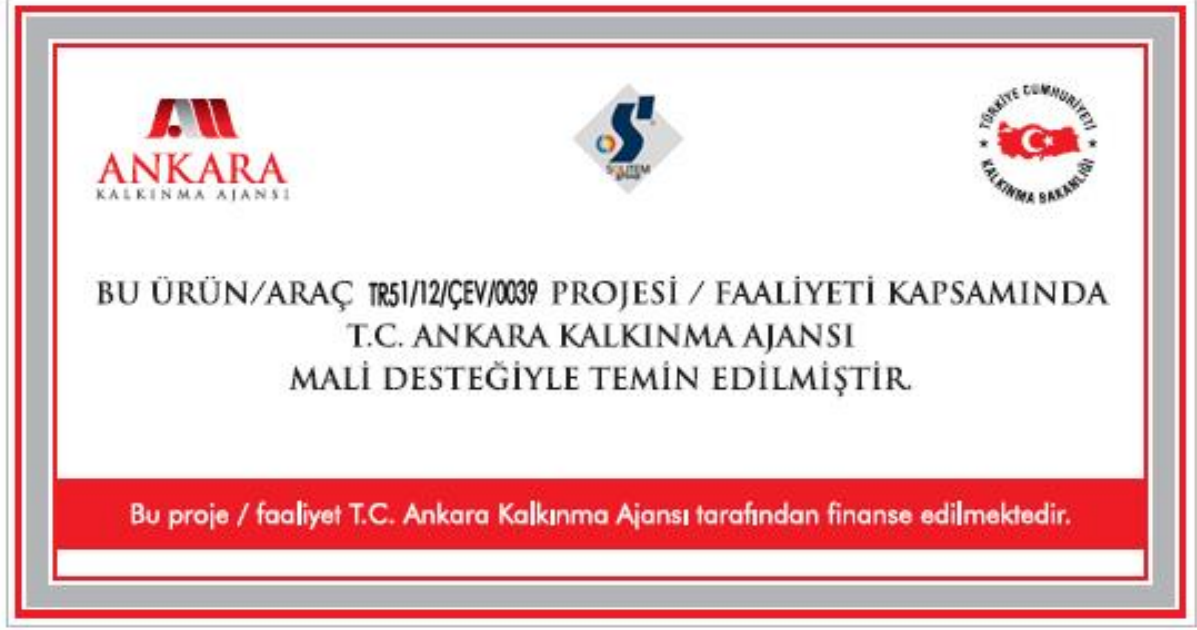 ANKARA
KALKINMA AJANSI
SOLITEM
group
TÜRKİYE CUMHURİYETİ
KALKINMA BAKANLIĞI
BU ÜRÜN/ARAÇ TR51/12/ÇEV/0039 PROJESİ / FAALİYETİ KAPSAMINDA
T.C. ANKARA KALKINMA AJANSI
MALİ DESTEĞİYLE TEMİN EDİLMİŞTİR.
Bu proje / faaliyet T.C. Ankara Kalkınma Ajansı tarafından finanse edilmektedir.